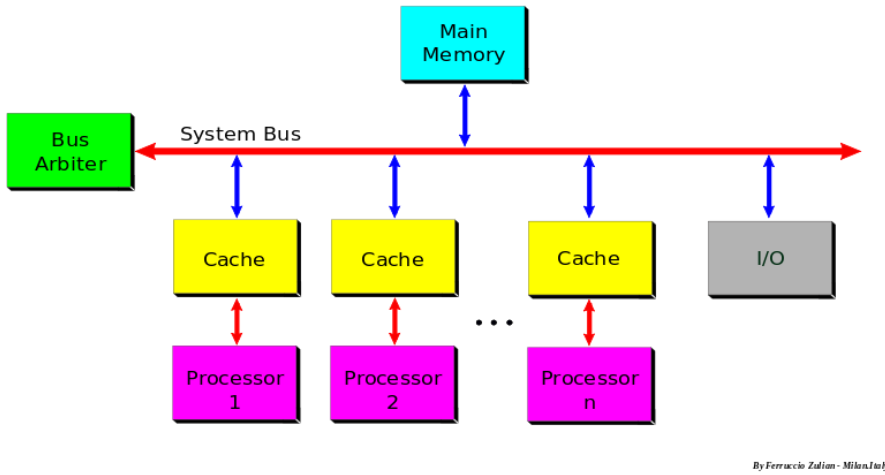 Main
Memory
Bus
Arbiter
System Bus
Cache
Cache
Cache
I/O
...
Processor
1
Processor
2
Processor
n
By Ferruccio Zulian - Milan.Italy